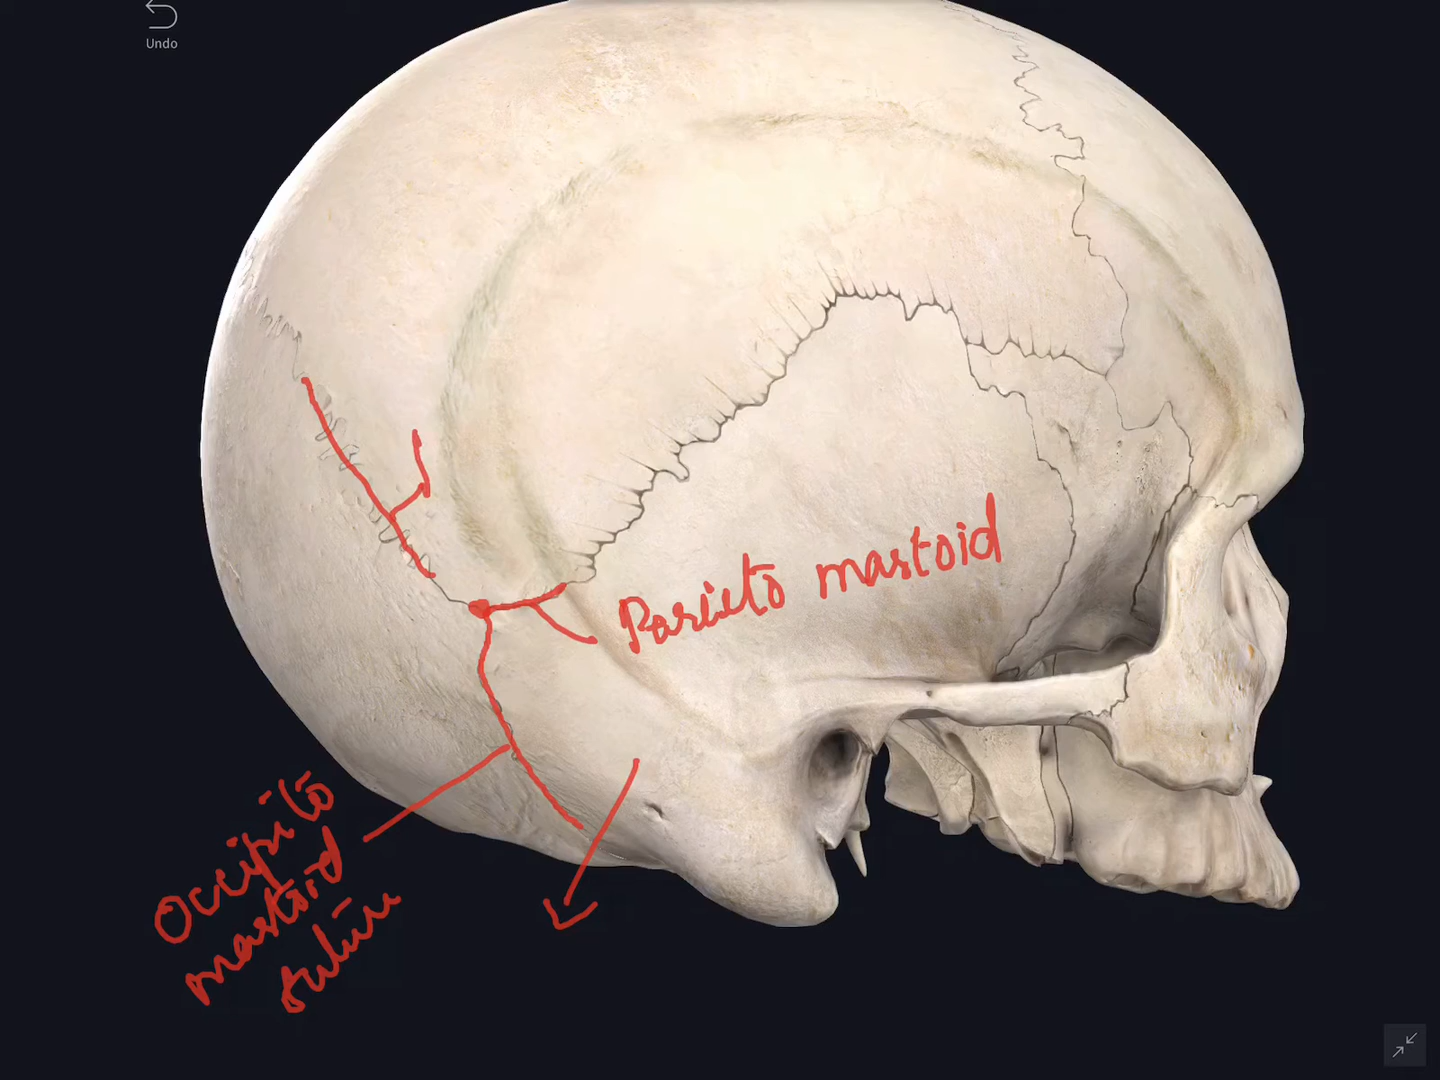 Undo
Parieto mastoid
Occipito
mastoid
suture